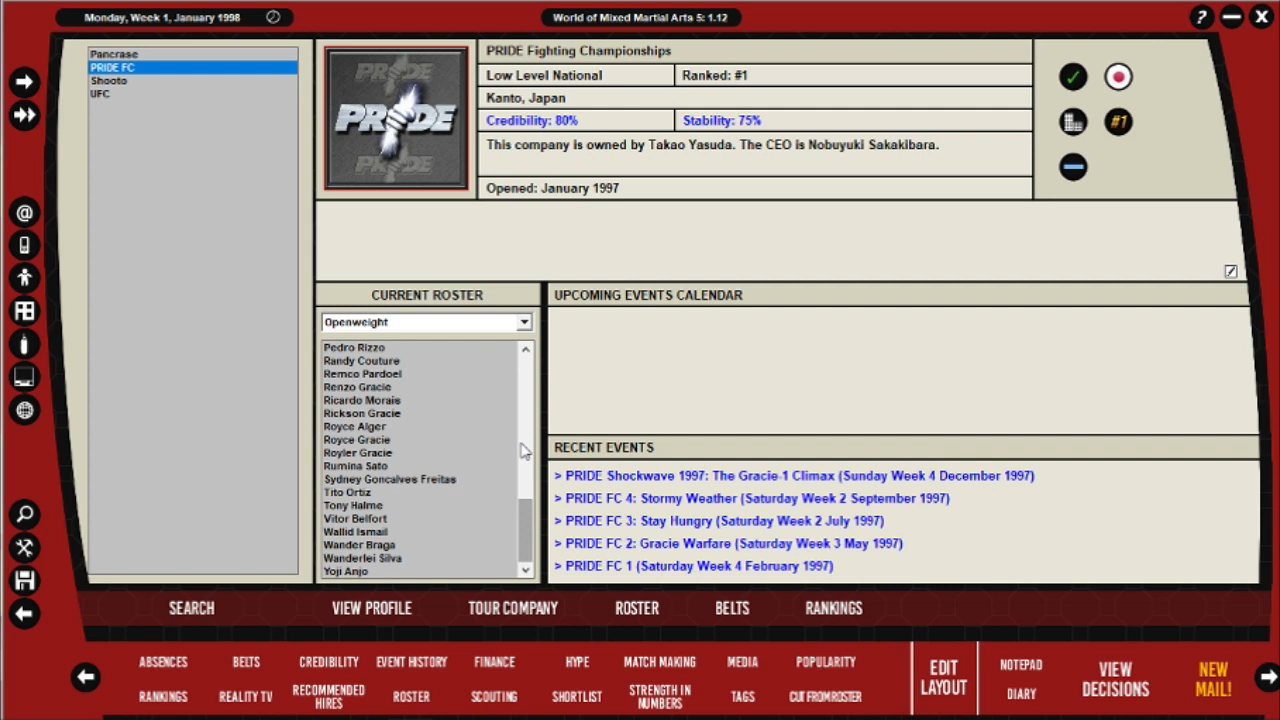 Monday, Week 1, January 1998
World of Mixed Martial Arts 5: 1.12
?
X
Pancrase
PRIDE FC
Shooto
UFC
PRIDE
PRIDE
PRIDE
PRIDE Fighting Championships
Low Level National
Ranked: #1
Kanto, Japan
Credibility: 80%
Stability: 75%
This company is owned by Takao Yasuda. The CEO is Nobuyuki Sakakibara.
Opened: January 1997
#1
@
CURRENT ROSTER
Openweight
Pedro Rizzo
Randy Couture
Remco Pardoel
Renzo Gracie
Ricardo Morais
Rickson Gracie
Royce Alger
Royce Gracie
Royler Gracie
Rumina Sato
Sydney Goncalves Freitas
Tito Ortiz
Tony Halme
Vitor Belfort
Wallid Ismail
Wander Braga
Wanderlei Silva
Yoji Anjo
UPCOMING EVENTS CALENDAR
RECENT EVENTS
> PRIDE Shockwave 1997: The Gracie-1 Climax (Sunday Week 4 December 1997)
> PRIDE FC 4: Stormy Weather (Saturday Week 2 September 1997)
> PRIDE FC 3: Stay Hungry (Saturday Week 2 July 1997)
> PRIDE FC 2: Gracie Warfare (Saturday Week 3 May 1997)
> PRIDE FC 1 (Saturday Week 4 February 1997)
SEARCH
VIEW PROFILE
TOUR COMPANY
ROSTER
BELTS
RANKINGS
ABSENCES
BELTS
CREDIBILITY
EVENT HISTORY
FINANCE
HYPE
MATCH MAKING
MEDIA
POPULARITY
RANKINGS
REALITY TV
RECOMMENDED
HIRES
ROSTER
SCOUTING
SHORTLIST
STRENGTH IN
NUMBERS
TAGS
CUT FROM ROSTER
EDIT
LAYOUT
NOTEPAD
DIARY
VIEW
DECISIONS
NEW
MAIL!